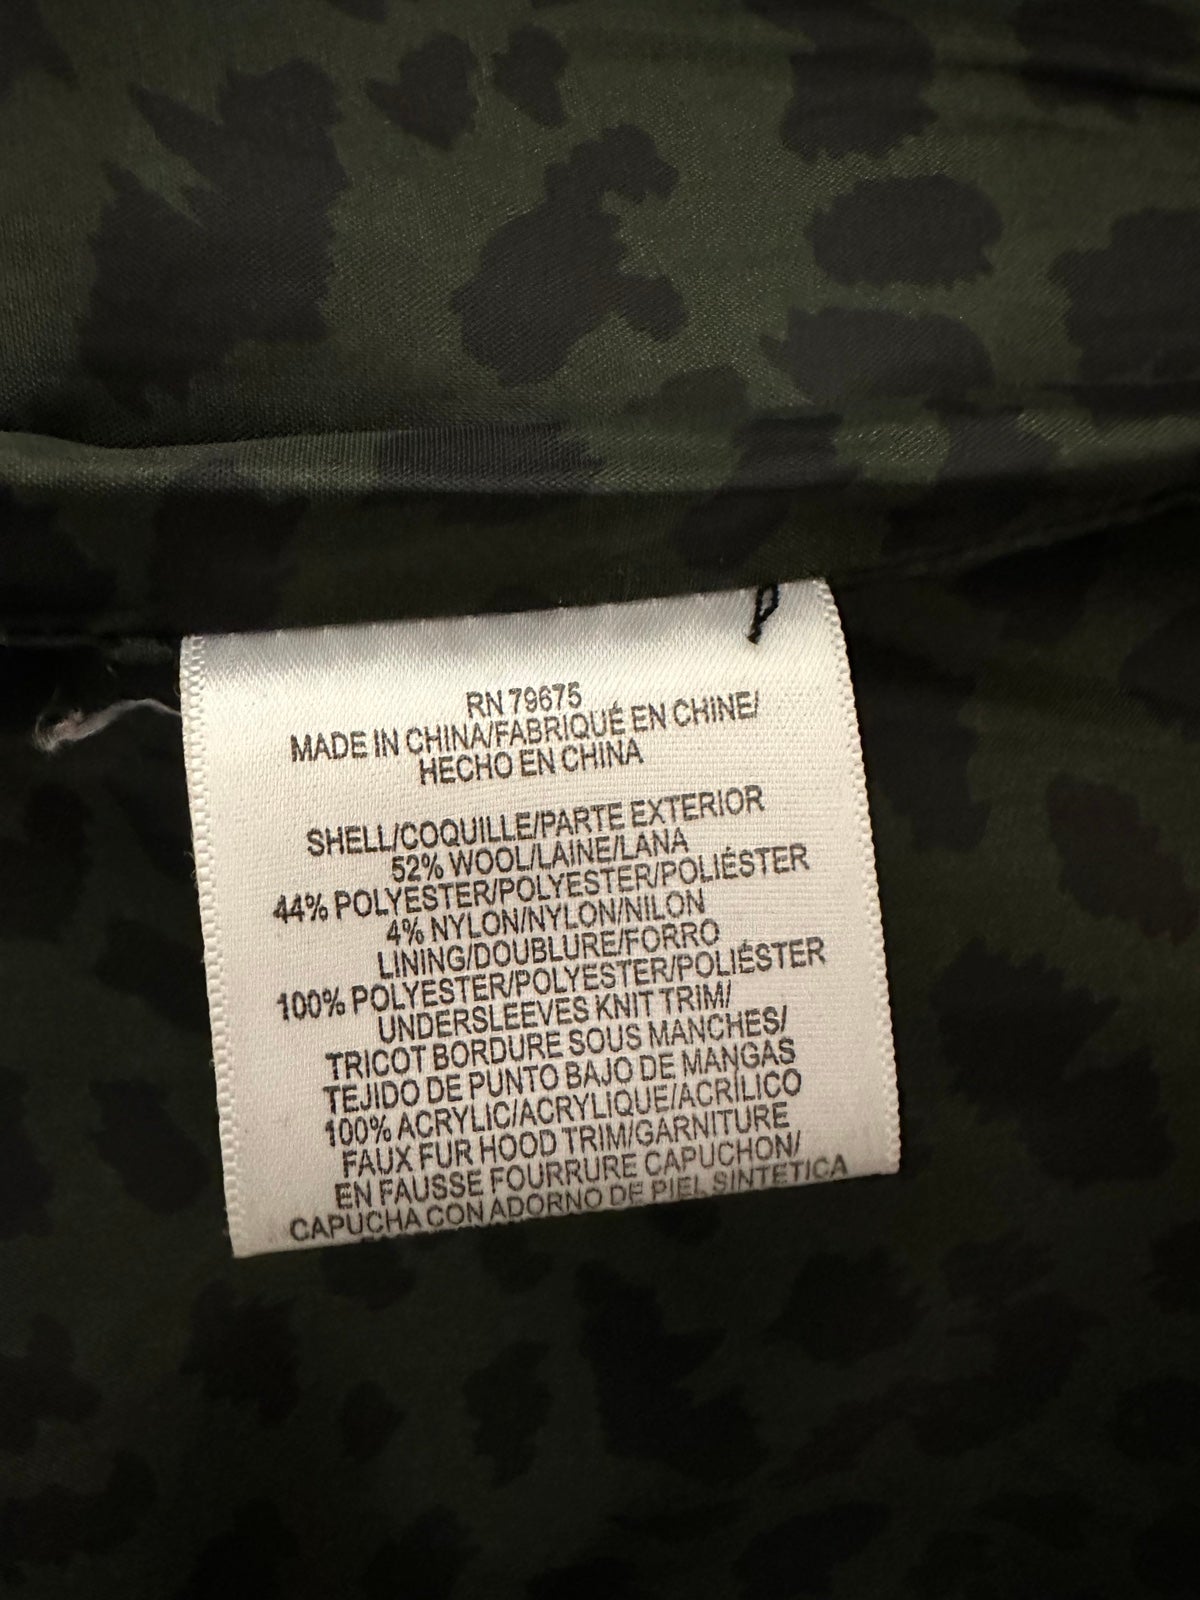 RN 79675
MADE IN CHINA/FABRIQUÉ EN CHINE/
HECHO EN CHINA
SHELL/COQUILLE/PARTE EXTERIOR
52% WOOL/LAINE/LANA
44% POLYESTER/POLYESTER/POLIÉSTER
4% NYLON/NYLON/NILON
LINING/DOUBLURE/FORRO
100% POLYESTER/POLYESTER/POLIÉSTER
UNDERSLEEVES KNIT TRIM/
TRICOT BORDURE SOUS MANCHES/
TEJIDO DE PUNTO BAJO DE MANGAS
100% ACRYLIC/ACRYLIQUE/ACRÍLICO
FAUX FUR HOOD TRIM/GARNITURE
EN FAUSSE FOURRURE CAPUCHON/
CAPUCHA CON ADORNO DE PIEL SINTETICA